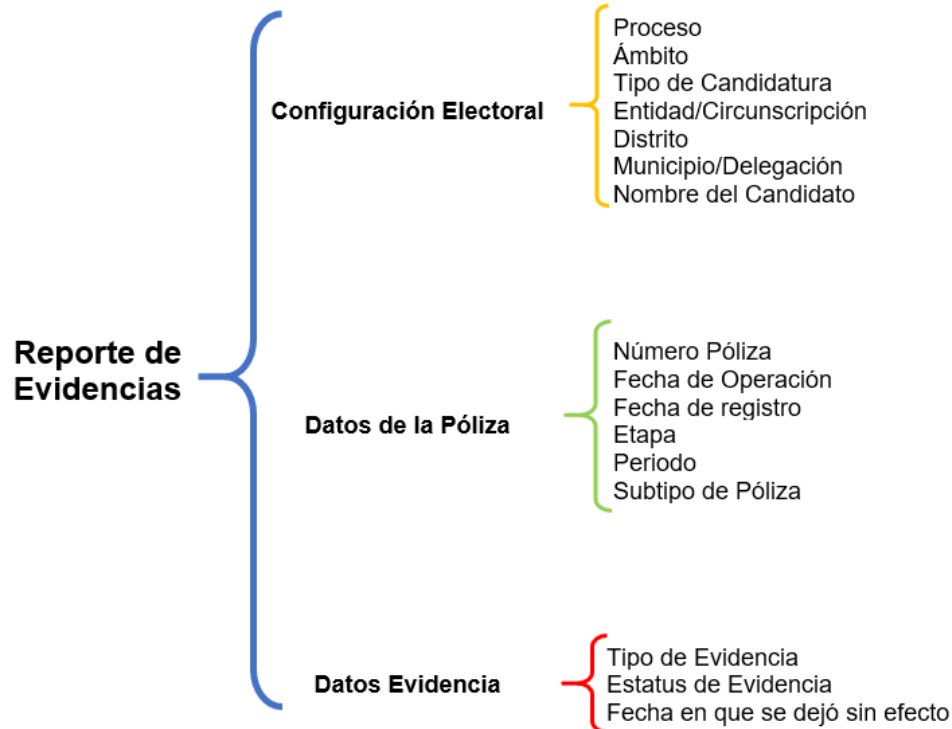 Reporte de
Evidencias
Configuración Electoral
Proceso
Ámbito
Tipo de Candidatura
Entidad/Circunscripción
Distrito
Municipio/Delegación
Nombre del Candidato
Datos de la Póliza
Número Póliza
Fecha de Operación
Fecha de registro
Etapa
Periodo
Subtipo de Póliza
Datos Evidencia
Tipo de Evidencia
Estatus de Evidencia
Fecha en que se dejó sin efecto